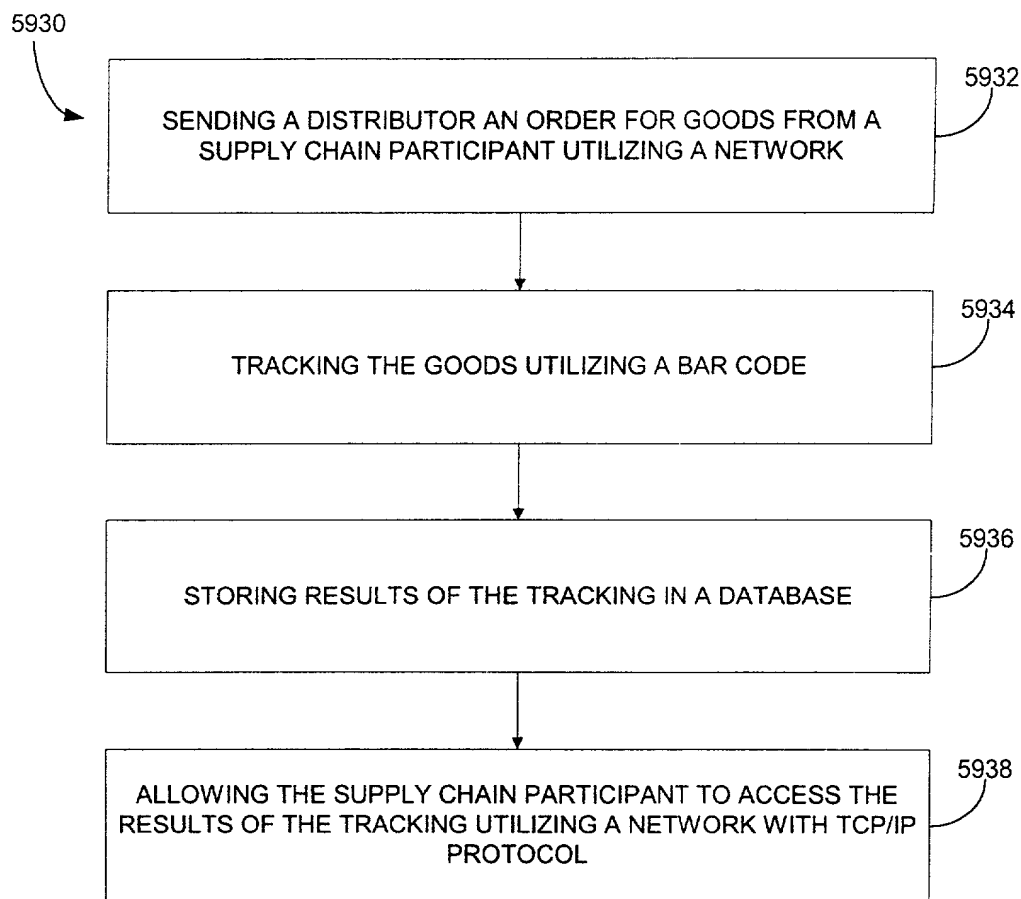 5930
5932
SENDING A DISTRIBUTOR AN ORDER FOR GOODS FROM A
SUPPLY CHAIN PARTICIPANT UTILIZING A NETWORK
5934
TRACKING THE GOODS UTILIZING A BAR CODE
5936
STORING RESULTS OF THE TRACKING IN A DATABASE
5938
ALLOWING THE SUPPLY CHAIN PARTICIPANT TO ACCESS THE
RESULTS OF THE TRACKING UTILIZING A NETWORK WITH TCP/IP
PROTOCOL